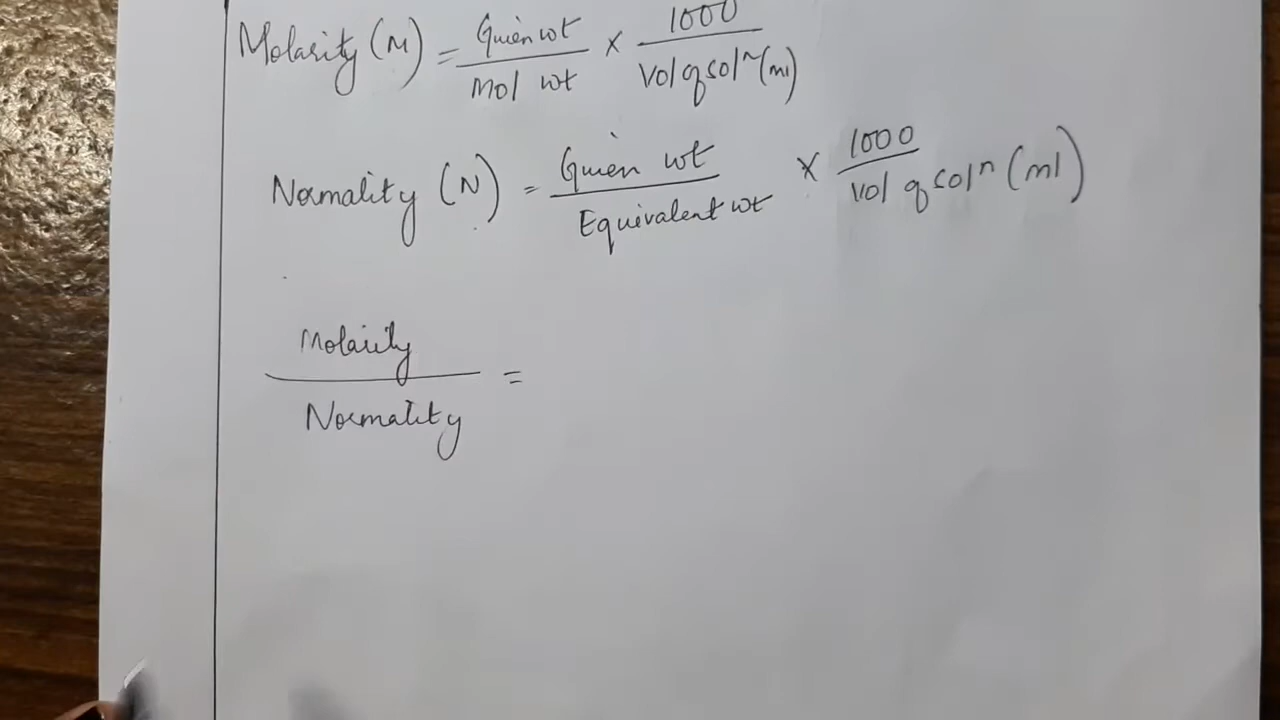 Molarity (M) = Given wt / Mol wt × 1000 / Vol of solⁿ (ml)
Normality (N) = Given wt / Equivalent wt × 1000 / Vol of solⁿ (ml)
Molarity / Normality =